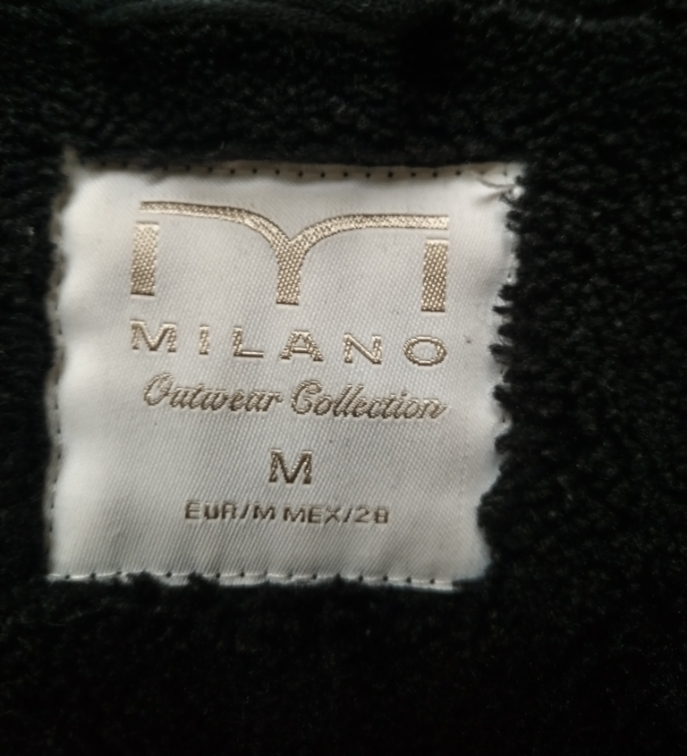 MILANO
Outwear Collection
M
EUR/M MEX/28